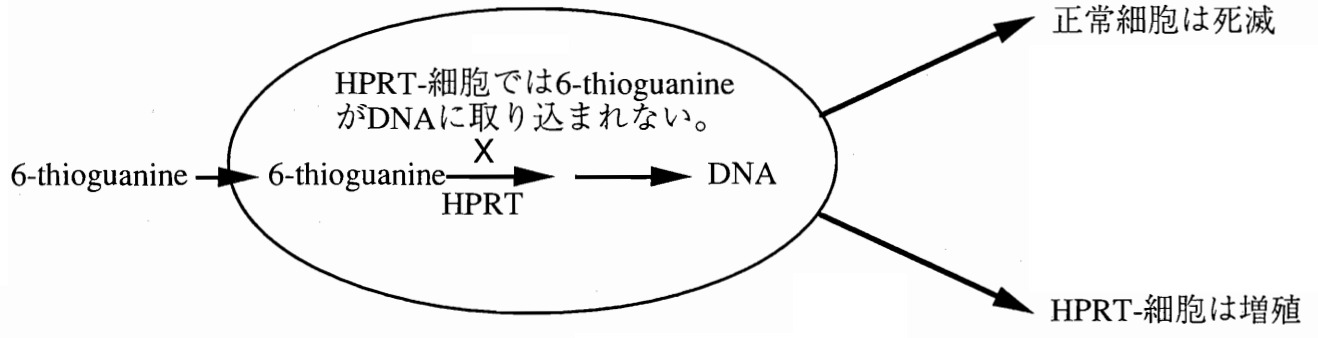 正常細胞は死滅
HPRT-細胞では6-thioguanine
がDNAに取り込まれない。
X
6-thioguanine 6-thioguanine DNA
HPRT
HPRT-細胞は増殖